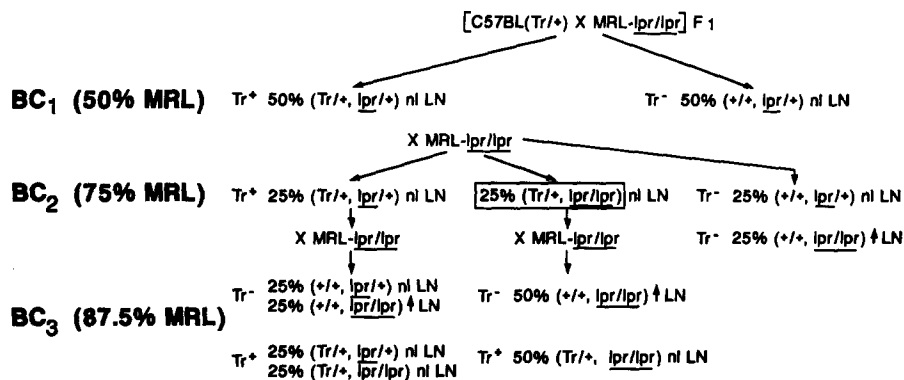 [C57BL(Tr/+) X MRL-lpr/lpr] F1
BC1 (50% MRL) Tr+ 50% (Tr/+, lpr/+) nl LN Tr- 50% (+/+, lpr/+) nl LN
X MRL-lpr/lpr
BC2 (75% MRL) Tr+ 25% (Tr/+, lpr/+) nl LN 25% (Tr/+, lpr/lpr) nl LN Tr- 25% (+/+, lpr/+) nl LN
X MRL-lpr/lpr X MRL-lpr/lpr Tr- 25% (+/+, lpr/lpr) ↑ LN
Tr- 25% (+/+, lpr/+) nl LN
25% (+/+, lpr/lpr) ↑ LN Tr- 50% (+/+, lpr/lpr) ↑ LN
BC3 (87.5% MRL)
Tr+ 25% (Tr/+, lpr/+) nl LN Tr+ 50% (Tr/+, lpr/lpr) nl LN
25% (Tr/+, lpr/lpr) nl LN